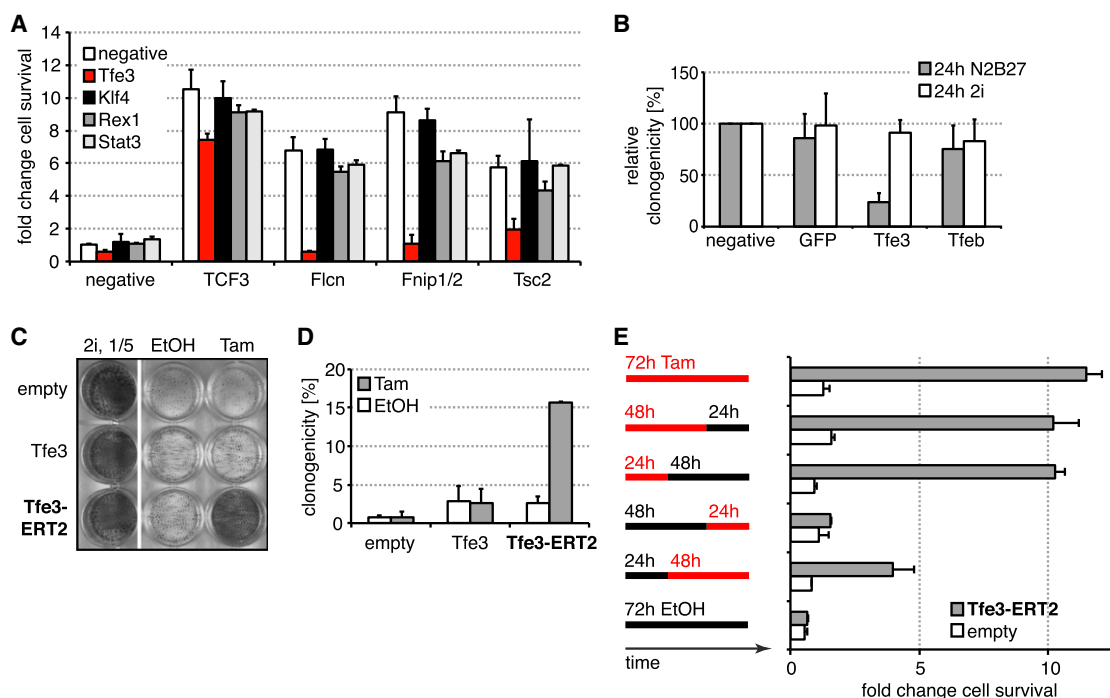 A
fold change cell survival
14
12
10
8
6
4
2
0
negative
Tfe3
Klf4
Rex1
Stat3
negative
TCF3
Flcn
Fnip1/2
Tsc2
B
relative
clonogenicity [%]
150
100
50
0
24h N2B27
24h 2i
negative
GFP
Tfe3
Tfeb
C
2i, 1/5
EtOH
Tam
empty
Tfe3
Tfe3-
ERT2
D
clonogenicity [%]
20
15
10
5
0
Tam
EtOH
empty
Tfe3
Tfe3-ERT2
E
72h Tam
48h 24h
24h 48h
48h 24h
24h 48h
72h EtOH
time
Tfe3-ERT2
empty
0 5 10
fold change cell survival